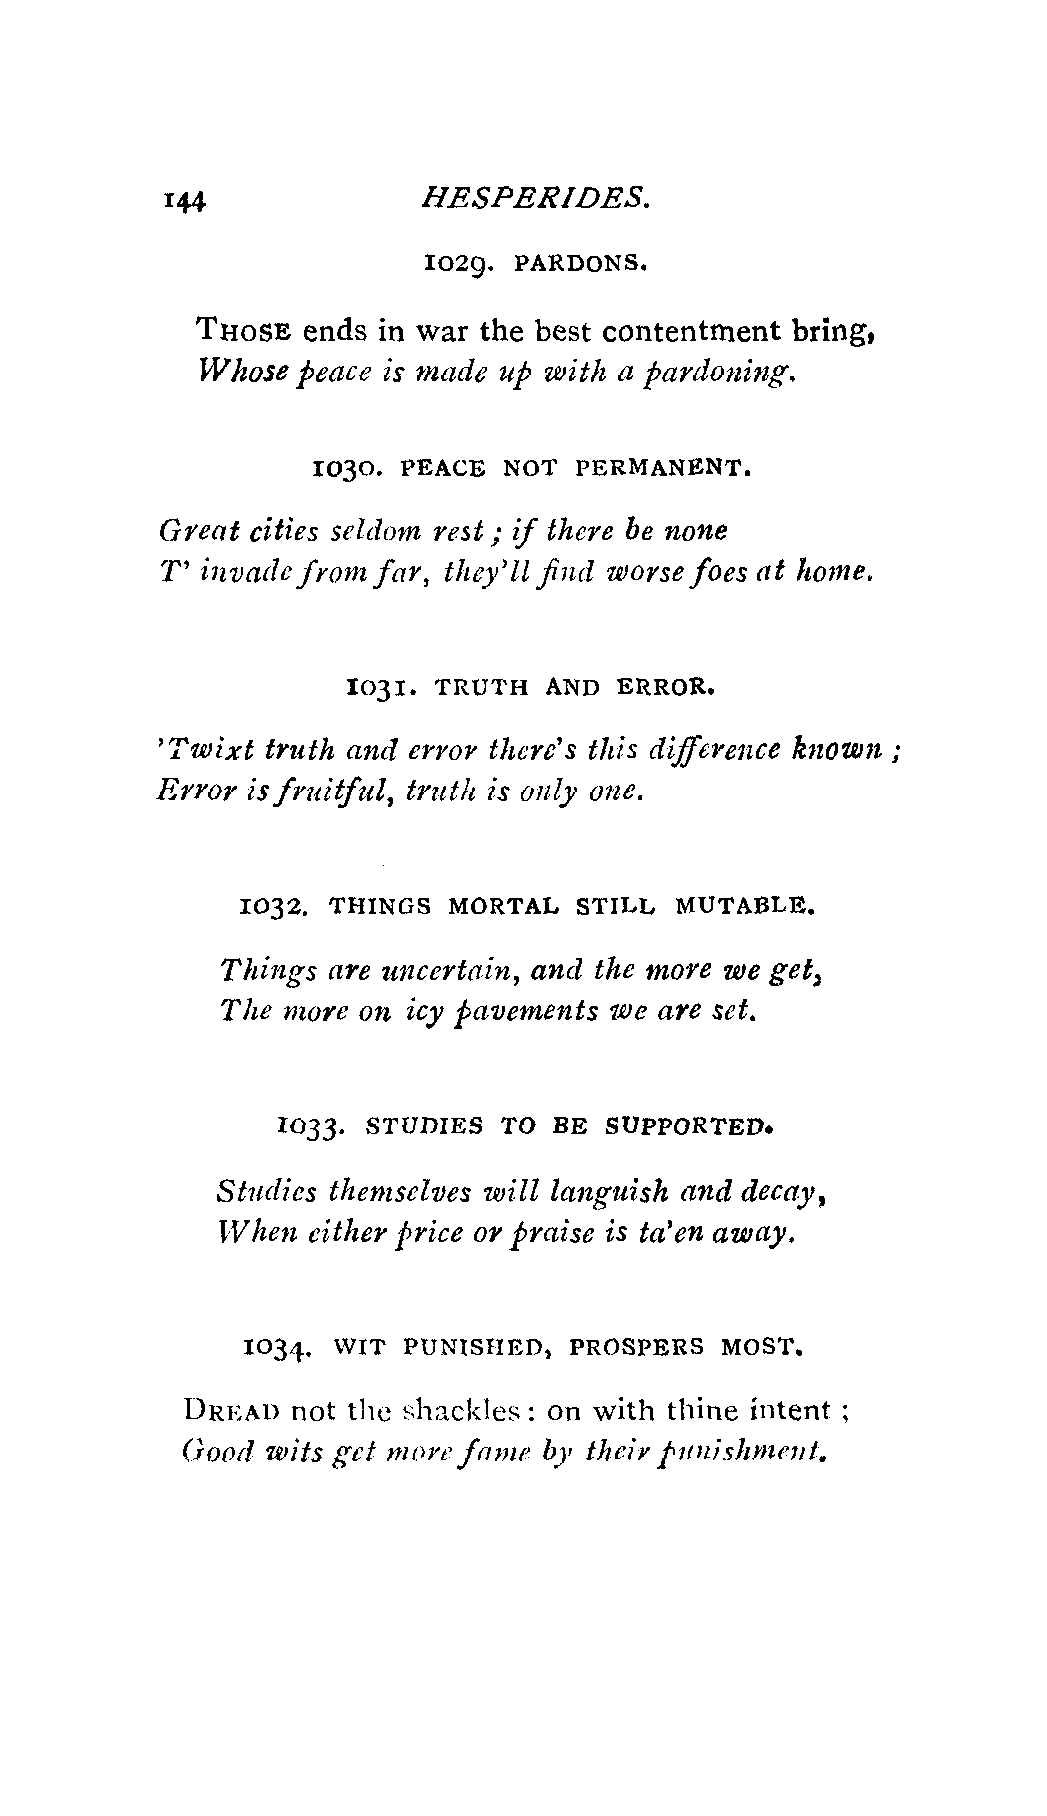 144 HESPERIDES.
1029. PARDONS.
THOSE ends in war the best contentment bring,
Whose peace is made up with a pardoning.
1030. PEACE NOT PERMANENT.
Great cities seldom rest ; if there be none
T' invade from far, they'll find worse foes at home.
1031. TRUTH AND ERROR.
'Twixt truth and error there's this difference known ;
Error is fruitful, truth is only one.
1032. THINGS MORTAL STILL MUTABLE.
Things are uncertain, and the more we get,
The more on icy pavements we are set.
1033. STUDIES TO BE SUPPORTED.
Studies themselves will languish and decay,
When either price or praise is ta'en away.
1034. WIT PUNISHED, PROSPERS MOST.
DREAD not the shackles : on with thine intent ;
Good wits get more fame by their punishment.